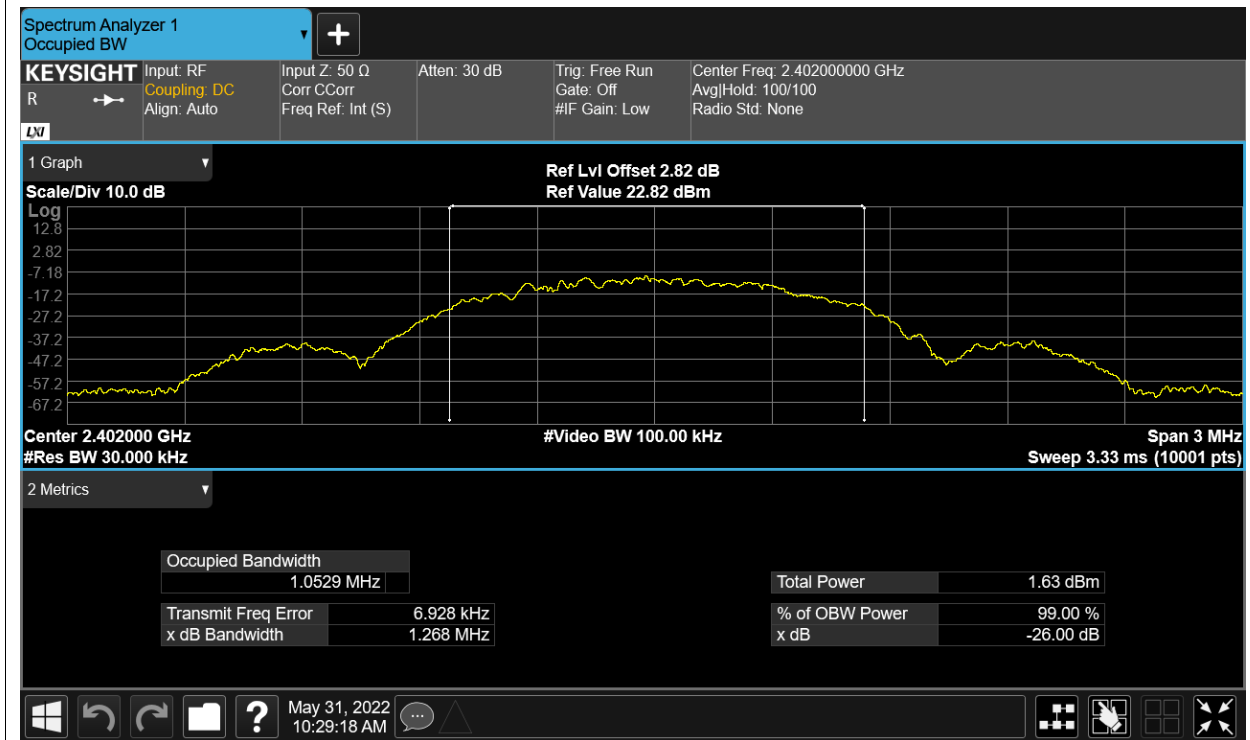 Spectrum Analyzer 1
Occupied BW
KEYSIGHT
R
LXI
Input: RF
Coupling: DC
Align: Auto
Input Z: 50 Ω
Corr CCorr
Freq Ref: Int (S)
Atten: 30 dB
Trig: Free Run
Gate: Off
#IF Gain: Low
Center Freq: 2.402000000 GHz
Avg|Hold: 100/100
Radio Std: None
1 Graph
Ref Lvl Offset 2.82 dB
Scale/Div 10.0 dB
Ref Value 22.82 dBm
Log
12.8
2.82
-7.18
-17.2
-27.2
-37.2
-47.2
-57.2
-67.2
Center 2.402000 GHz
#Video BW 100.00 kHz
Span 3 MHz
#Res BW 30.000 kHz
Sweep 3.33 ms (10001 pts)
2 Metrics
Occupied Bandwidth
1.0529 MHz
Total Power 1.63 dBm
Transmit Freq Error 6.928 kHz
% of OBW Power 99.00 %
x dB Bandwidth 1.268 MHz
x dB -26.00 dB
?
May 31, 2022
10:29:18 AM